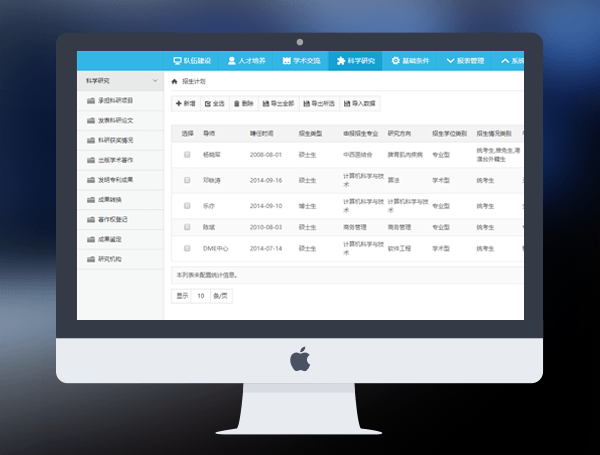 队伍建设 人才培养 学术交流 科学研究 基础条件 报表管理 系统
科学研究
承担科研项目
发表科研论文
科研获奖情况
出版学术著作
发明专利成果
成果转换
著作权登记
成果鉴定
研究机构
招生计划
新增 全选 删除 导出全部 导出所选 导入数据
选择 导师 聘任时间 招生类型 申报招生专业 研究方向 招生学位类别 招生情况类别
杨晓军 2008-08-01 硕士生 中西医结合 脾胃肌肉疾病 专业型 统考生,推免生,港
澳台外籍生
邓晓涛 2014-09-16 硕士生 计算机科学与技
术 算法 学术型 统考生
乐亦 2014-09-10 博士生 计算机科学与技
术 计算机科学与技
术 专业型 统考生
陈斌 2010-08-03 硕士生 商务管理 商务管理 专业型 统考生
DME中心 2014-07-14 硕士生 计算机科学与技
术 软件工程 学术型 统考生
本列表未配置统计信息。
显示 10 条/页